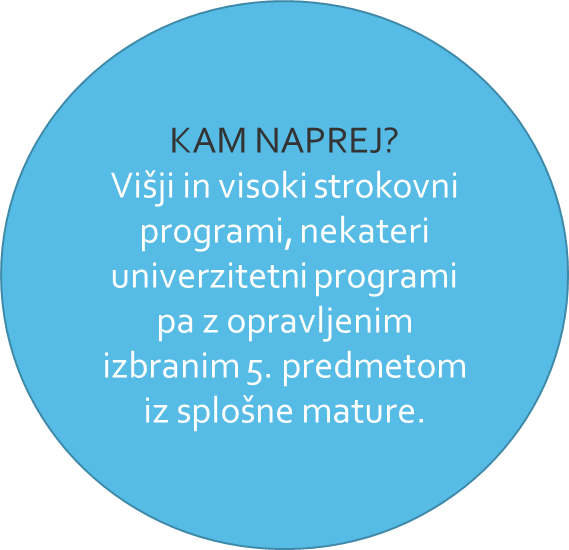 KAM NAPREJ?
Višji in visoki strokovni
programi, nekateri
univerzitetni programi
pa z opravljenim
izbranim 5. predmetom
iz splošne mature.